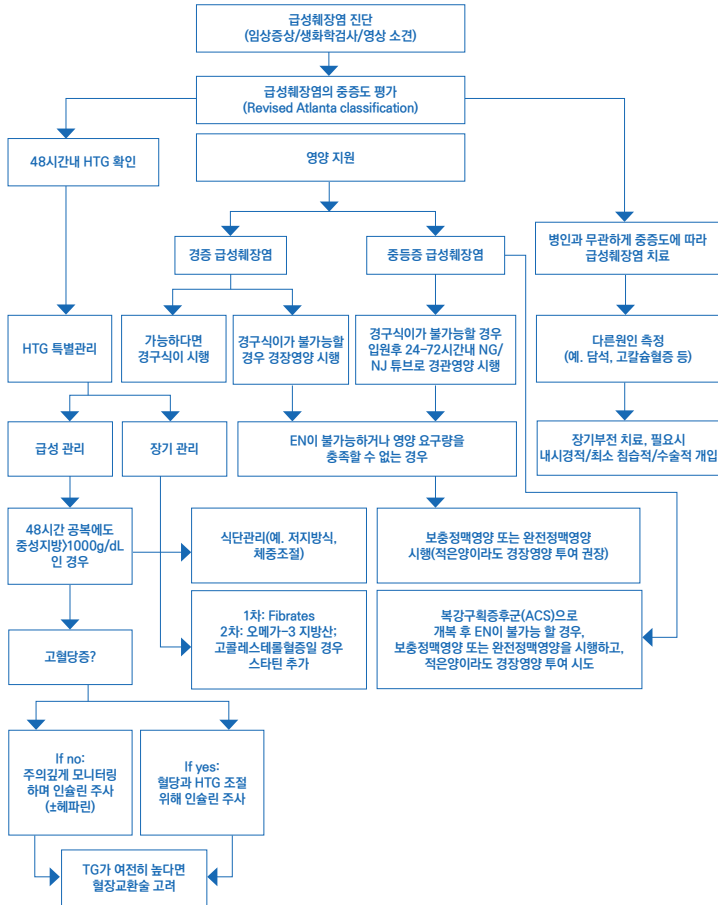 급성췌장염 진단
(임상증상/생화학검사/영상 소견)
급성췌장염의 중증도 평가
(Revised Atlanta classification)
48시간내 HTG 확인
영양 지원
경증 급성췌장염
중등증 급성췌장염
병인과 무관하게 중증도에 따라
급성췌장염 치료
HTG 특별관리
가능하다면
경구식이 시행
경구식이가 불가능할
경우 경장영양 시행
경구식이가 불가능할 경우
입원후 24-72시간내 NG/
NJ 튜브로 경관영양 시행
다른원인 측정
(예. 담석, 고칼슘혈증 등)
급성 관리
장기 관리
EN이 불가능하거나 영양 요구량을
충족할 수 없는 경우
장기부전 치료, 필요시
내시경적/최소 침습적/수술적 개입
48시간 공복에도
중성지방>1000g/dL
인 경우
식단관리(예. 저지방식,
체중조절)
보충정맥영양 또는 완전정맥영양
시행(적은양이라도 경장영양 투여 권장)
1차: Fibrates
2차: 오메가-3 지방산;
고콜레스테롤혈증일 경우
스타틴 추가
복강구획증후군(ACS)으로
개복 후 EN이 불가능 할 경우,
보충정맥영양 또는 완전정맥영양을 시행하고,
적은양이라도 경장영양 투여 시도
고혈당증?
If no:
주의깊게 모니터링
하며 인슐린 주사
(±헤파린)
If yes:
혈당과 HTG 조절
위해 인슐린 주사
TG가 여전히 높다면
혈장교환술 고려